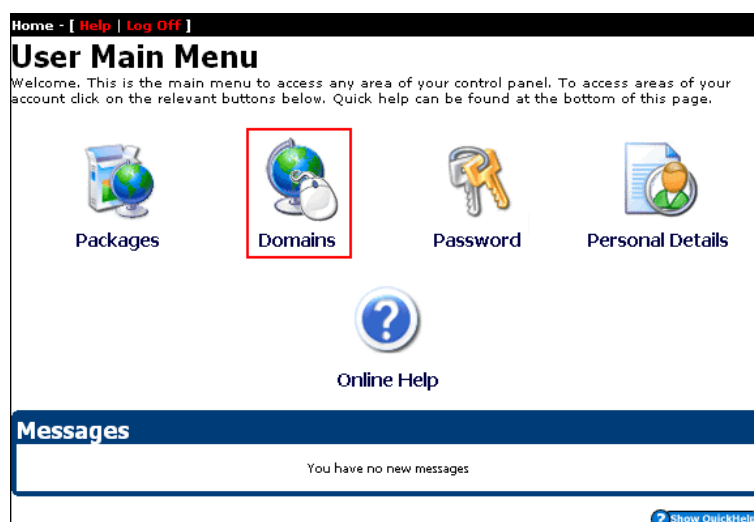 Home - [ Help | Log Off ]
User Main Menu
Welcome. This is the main menu to access any area of your control panel. To access areas of your
account click on the relevant buttons below. Quick help can be found at the bottom of this page.
Packages Domains Password Personal Details
Online Help
Messages
You have no new messages
Show QuickHelp